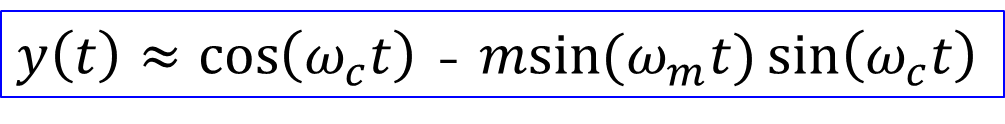 y(t) ≈ cos(ω_c t) - m sin(ω_m t) sin(ω_c t)